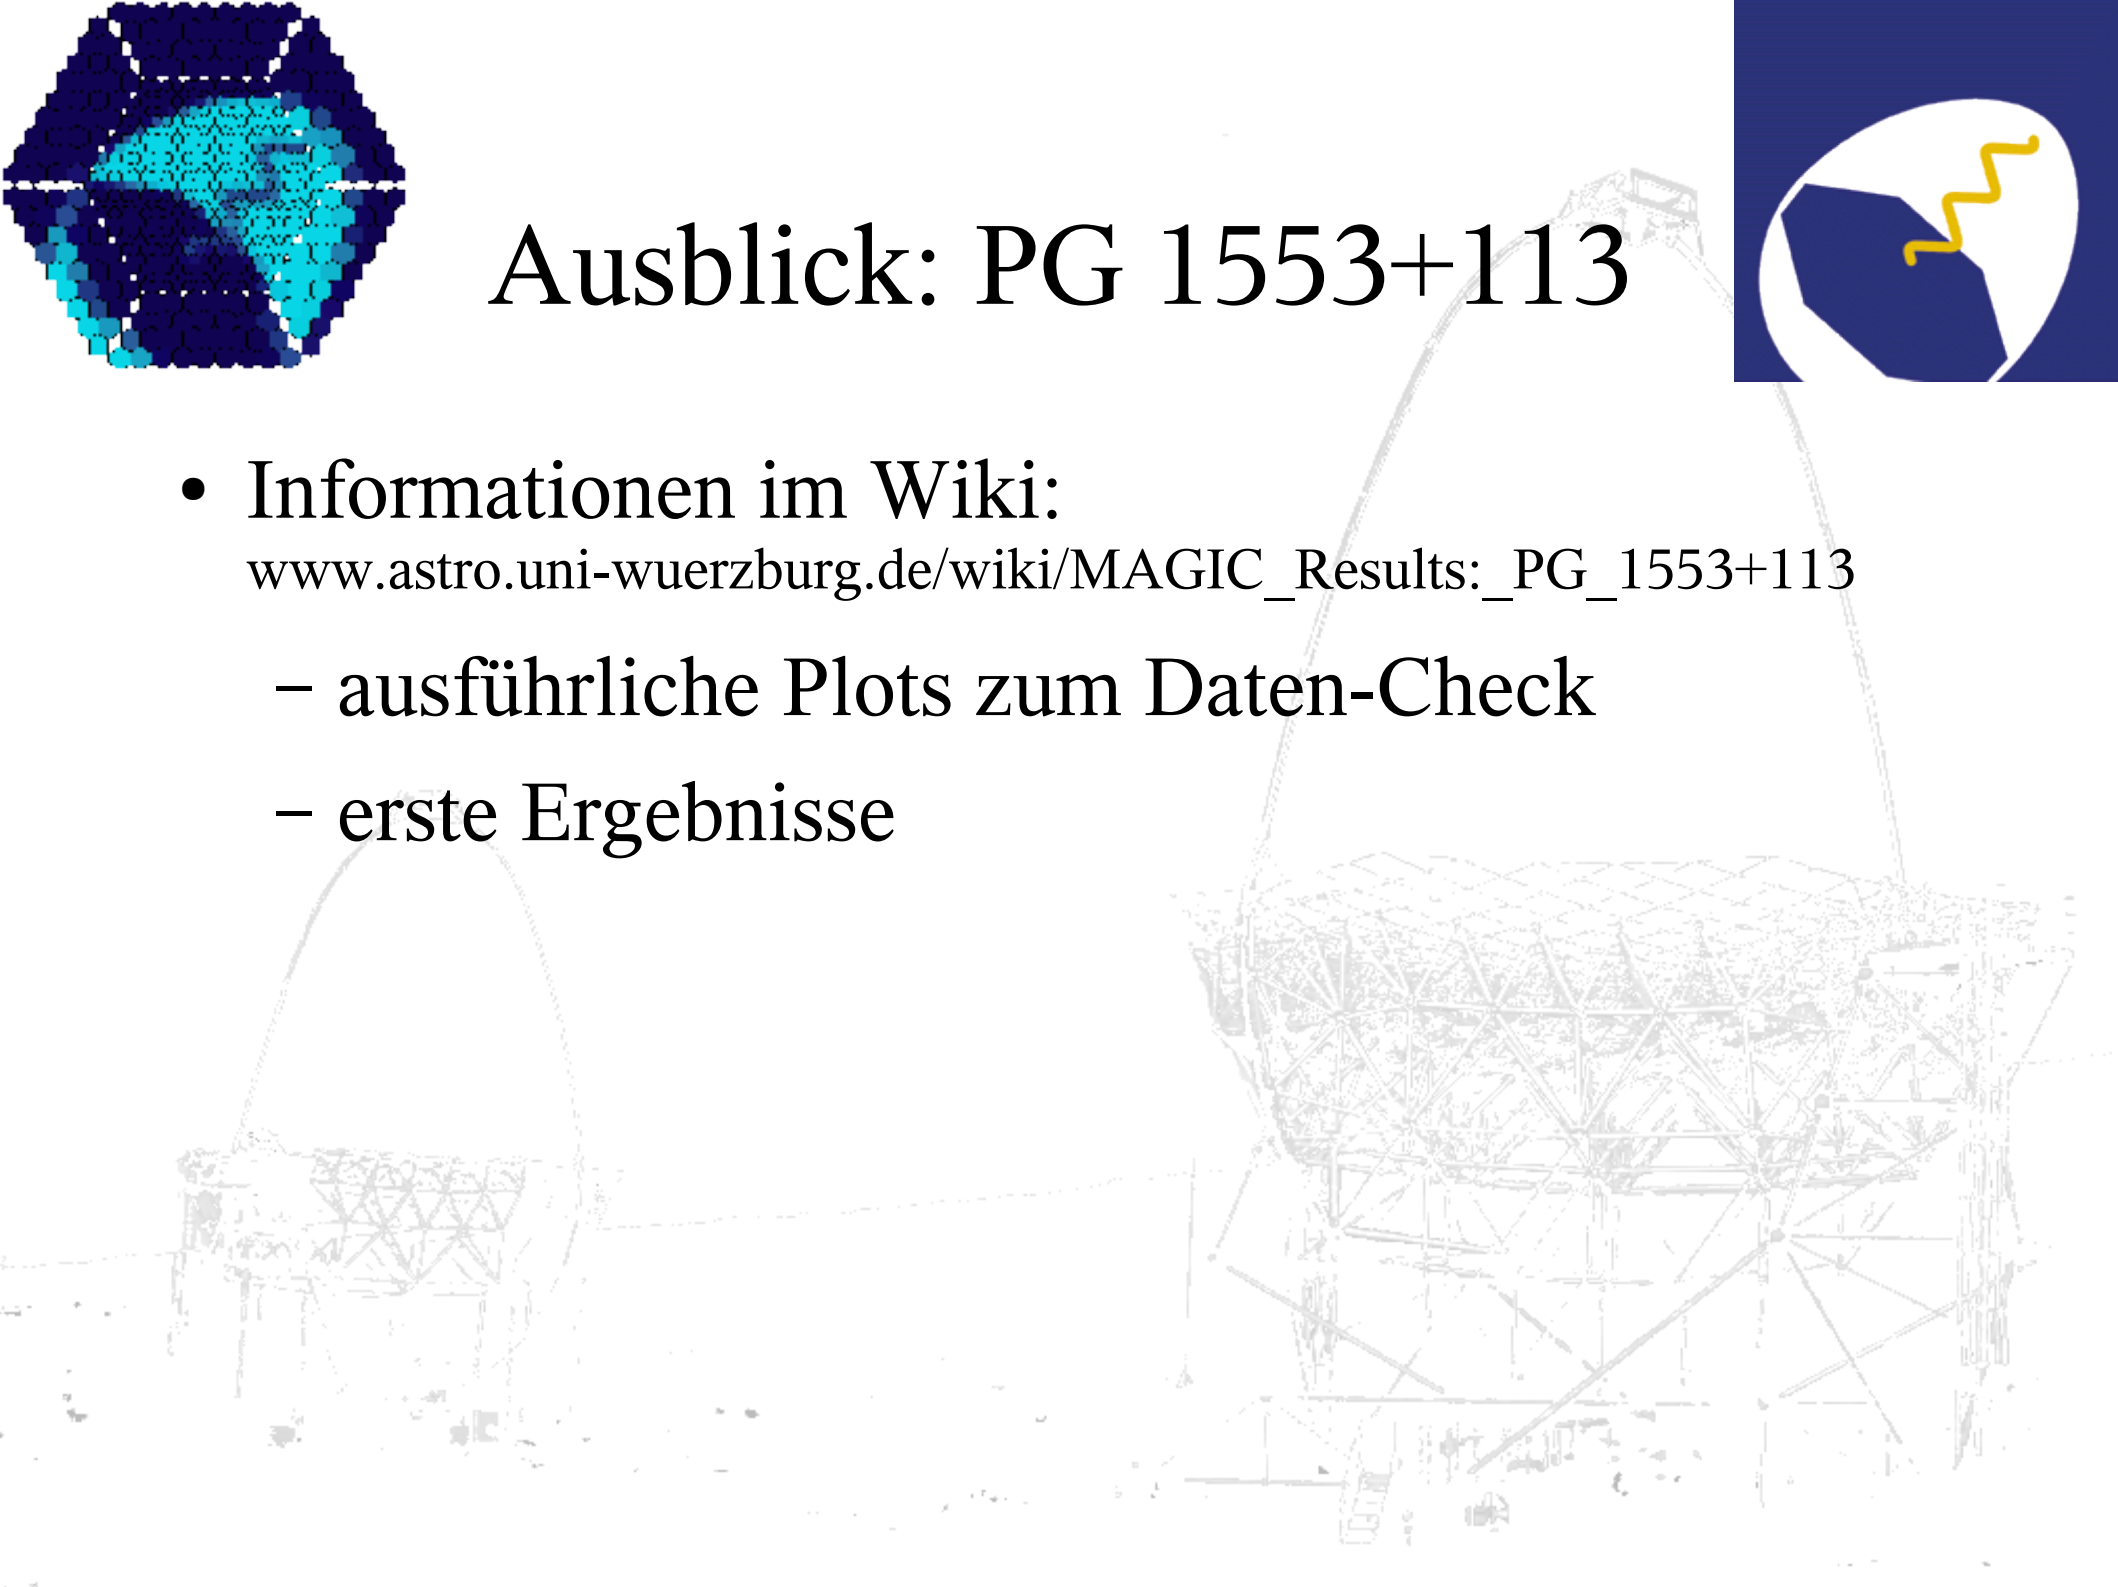 Ausblick: PG 1553+113
• Informationen im Wiki:
www.astro.uni-wuerzburg.de/wiki/MAGIC_Results:_PG_1553+113
– ausführliche Plots zum Daten-Check
– erste Ergebnisse